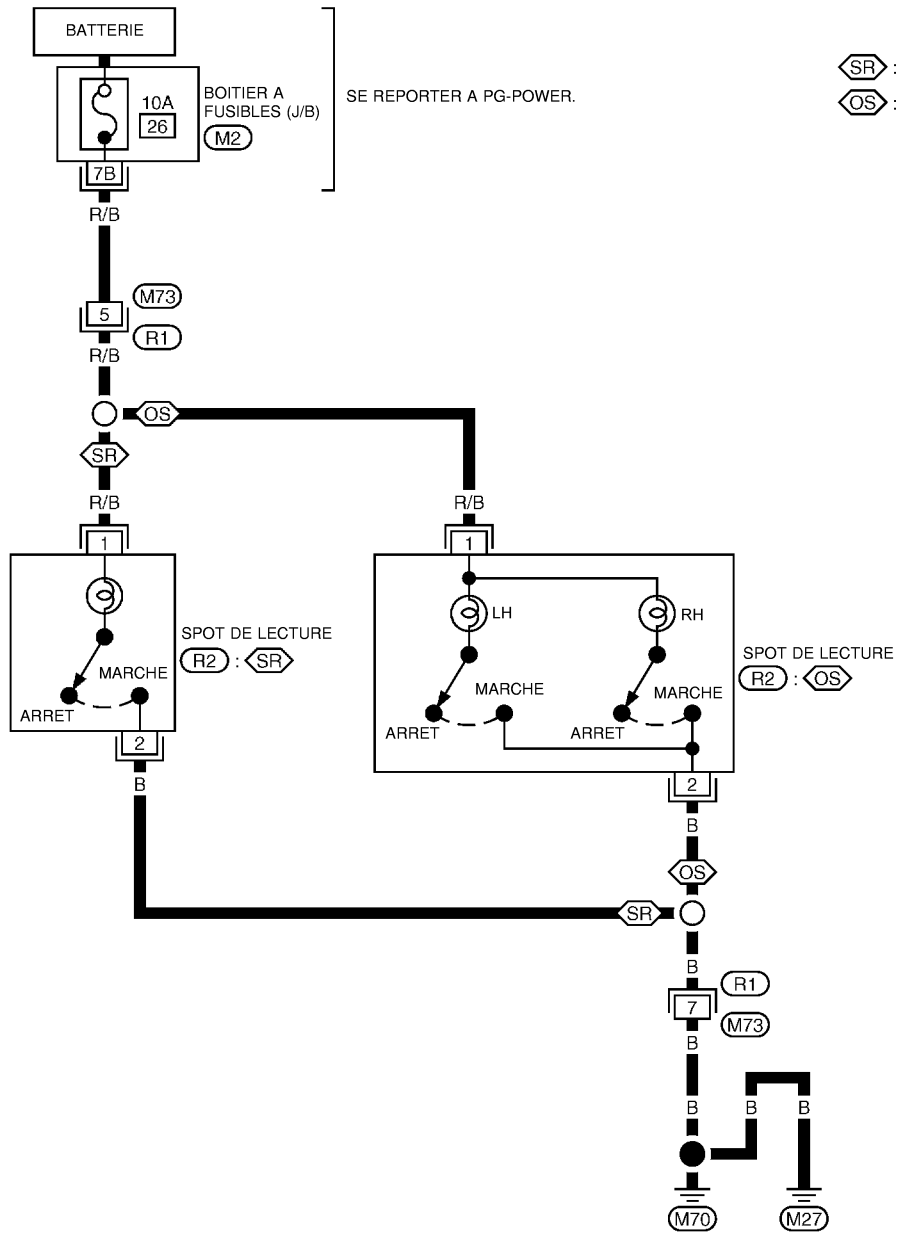 BATTERIE
SR :
OS :
BOITIER A
FUSIBLES (J/B)
10A
26
M2
SE REPORTER A PG-POWER.
7B
R/B
M73
5
R1
R/B
OS
SR
R/B
R/B
1
1
LH
RH
SPOT DE LECTURE
R2 : SR
SPOT DE LECTURE
R2 : OS
MARCHE
ARRET
MARCHE
ARRET
MARCHE
ARRET
2
B
2
B
OS
SR
B
R1
7
M73
B
B
B
B
M70
M27